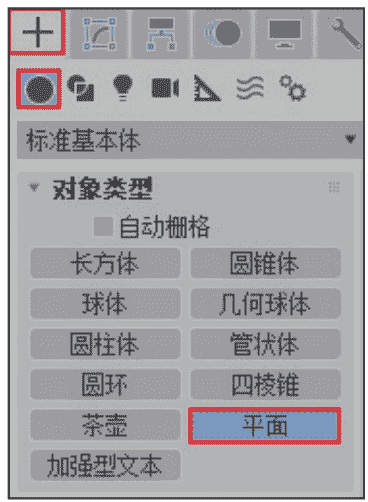 标准基本体
对象类型
自动栅格
长方体 圆锥体
球体 几何球体
圆柱体 管状体
圆环 四棱锥
茶壶 平面
加强型文本